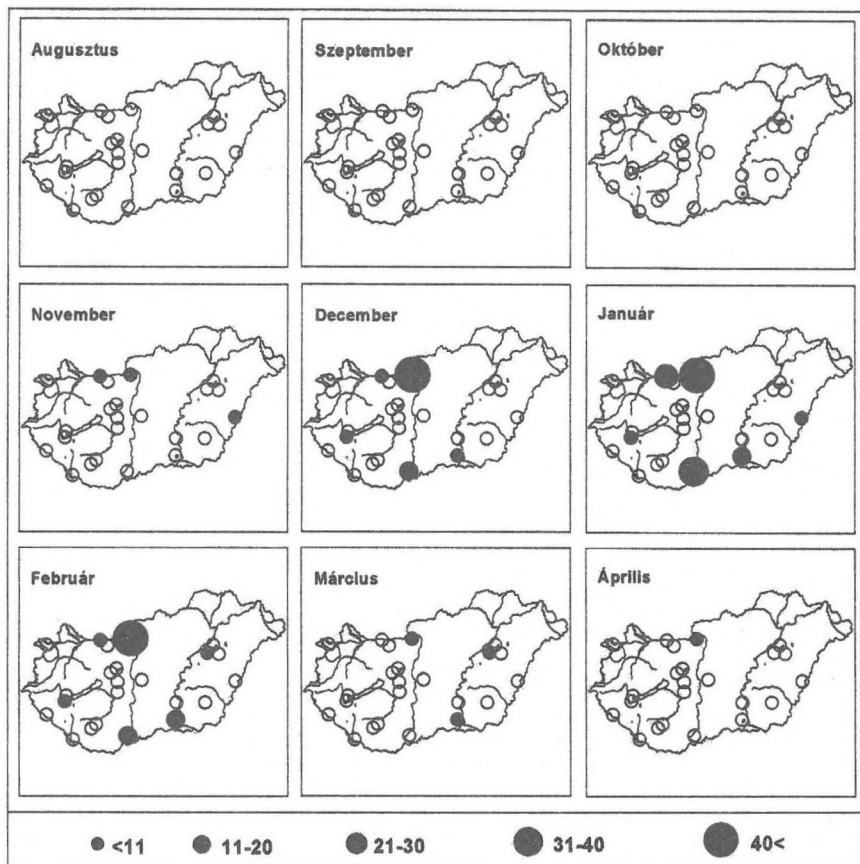 Augusztus Szeptember Október
November December Január
Február Március Április
<11 11-20 21-30 31-40 40<